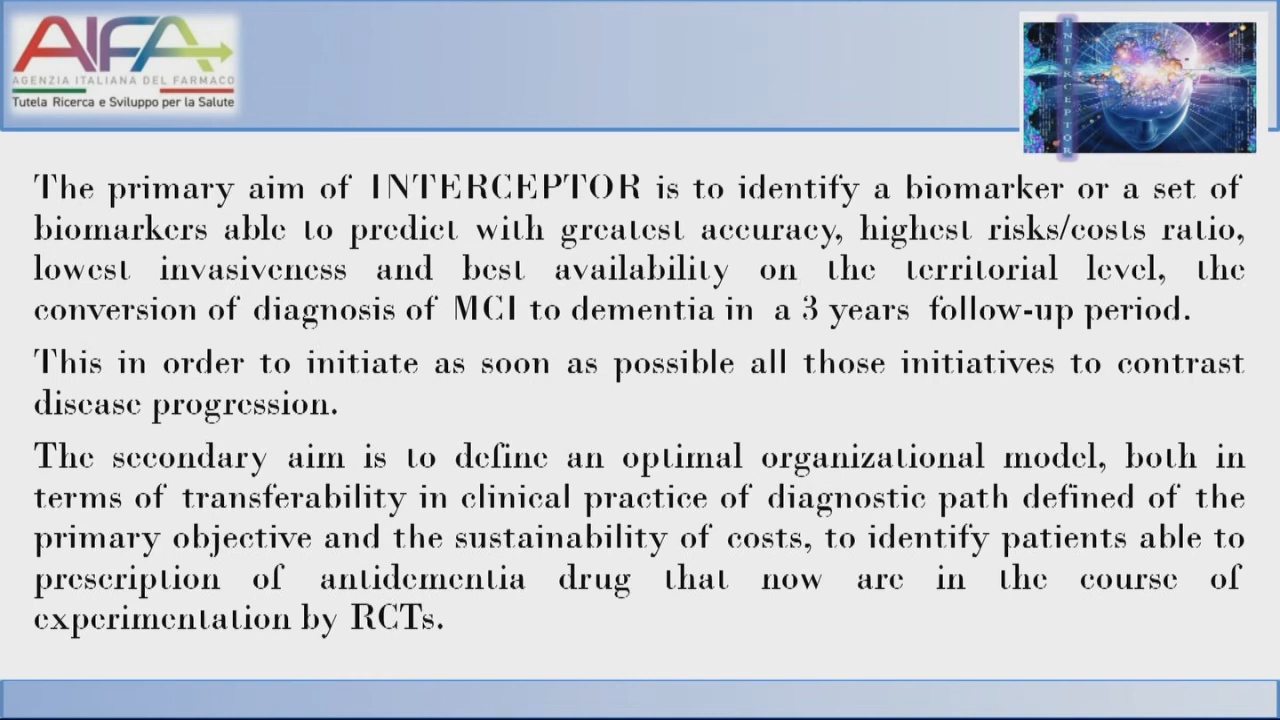 AIFA
AGENZIA ITALIANA DEL FARMACO
Tutela Ricerca e Sviluppo per la Salute
INTERCEPTOR
The primary aim of INTERCEPTOR is to identify a biomarker or a set of
biomarkers able to predict with greatest accuracy, highest risks/costs ratio,
lowest invasiveness and best availability on the territorial level, the
conversion of diagnosis of MCI to dementia in a 3 years follow-up period.
This in order to initiate as soon as possible all those initiatives to contrast
disease progression.
The secondary aim is to define an optimal organizational model, both in
terms of transferability in clinical practice of diagnostic path defined of the
primary objective and the sustainability of costs, to identify patients able to
prescription of antidementia drug that now are in the course of
experimentation by RCTs.